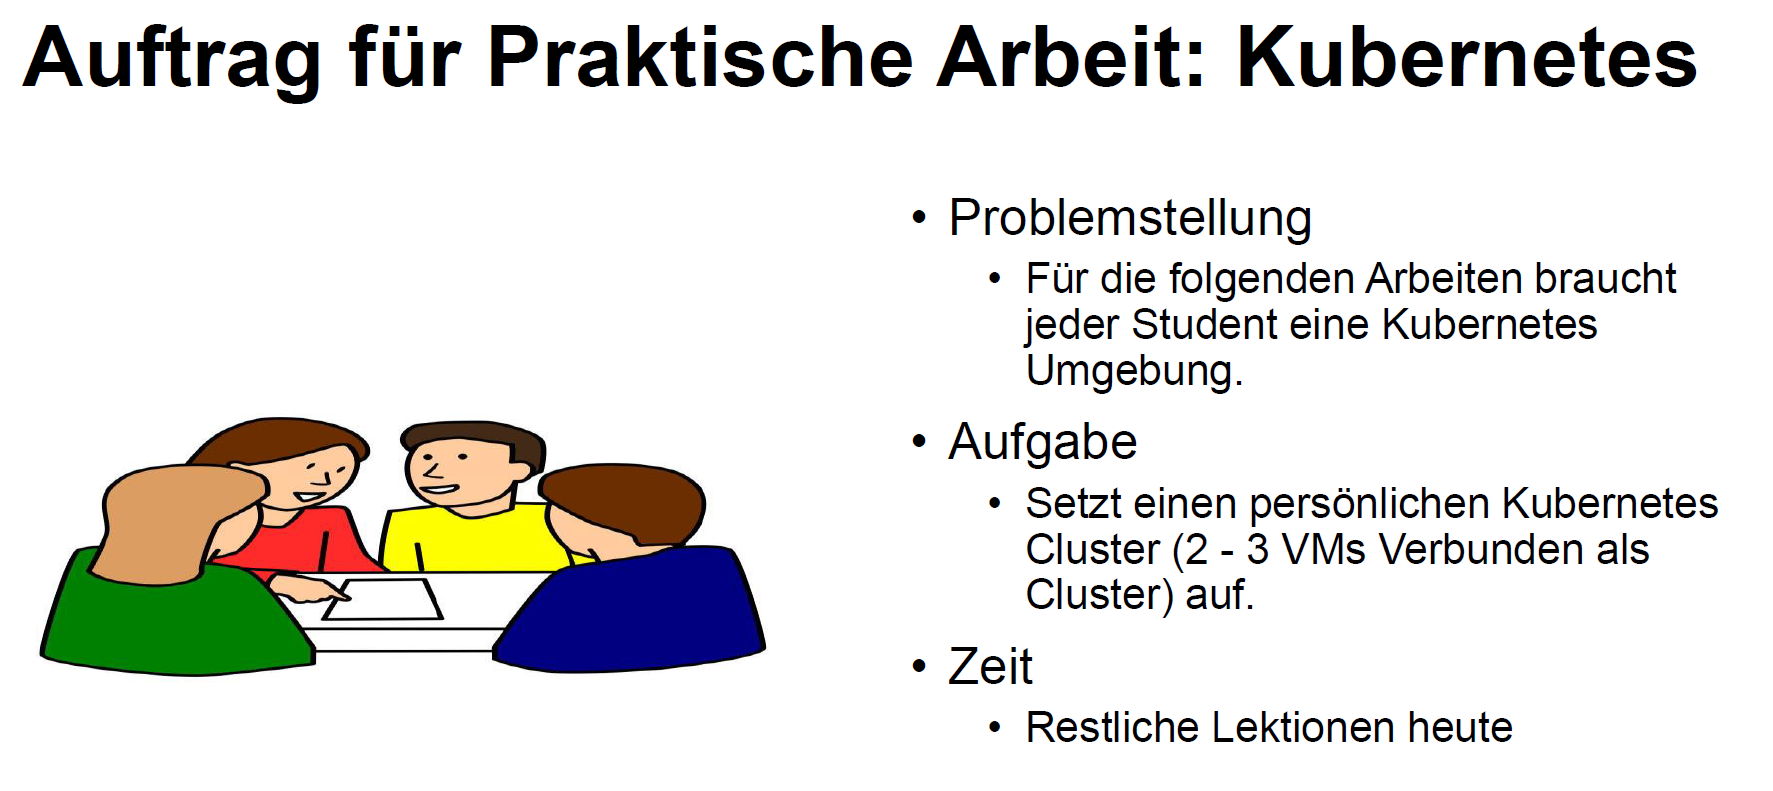 Auftrag für Praktische Arbeit: Kubernetes
• Problemstellung
• Für die folgenden Arbeiten braucht
jeder Student eine Kubernetes
Umgebung.
• Aufgabe
• Setzt einen persönlichen Kubernetes
Cluster (2 - 3 VMs Verbunden als
Cluster) auf.
• Zeit
• Restliche Lektionen heute